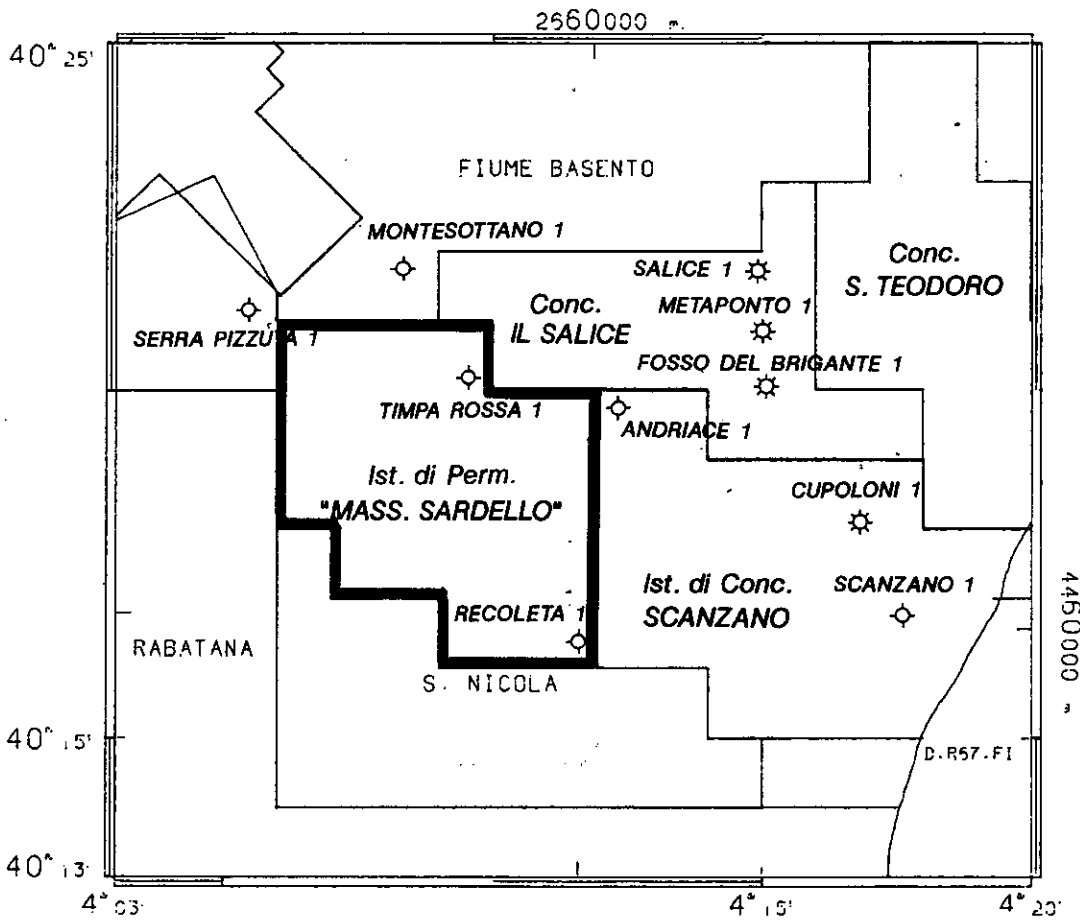 2660000 m.
40° 25'
FIUME BASENTO
MONTESOTTANO 1
SALICE 1
Conc.
S. TEODORO
METAPONTO 1
Conc.
IL SALICE
SERRA PIZZUTA 1
FOSSO DEL BRIGANTE 1
TIMPA ROSSA 1
ANDRIACE 1
Ist. di Perm.
"MASS. SARDELLO"
CUPOLONI 1
Ist. di Conc.
SCANZANO
SCANZANO 1
4460000 m
RECOLETA 1
RABATANA
S. NICOLA
40° 15'
D.R67.FI
40° 13'
4° 03'
4° 15'
4° 20'